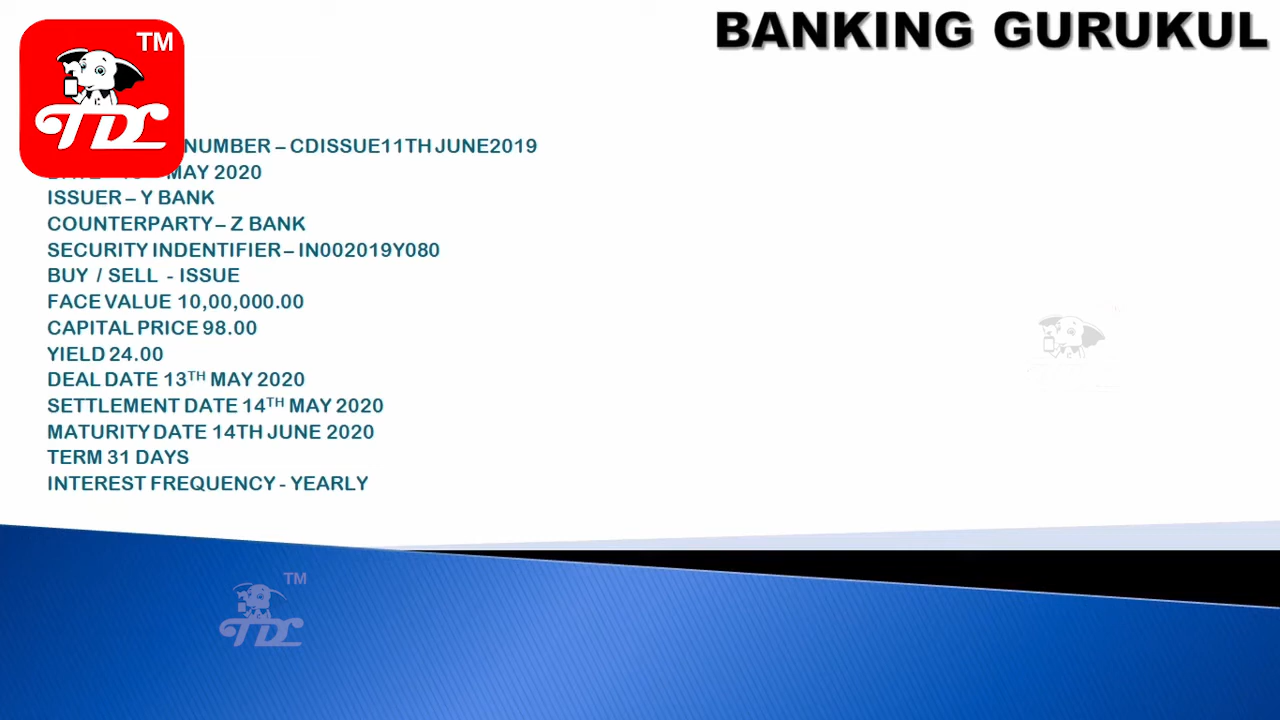 BANKING GURUKUL
TM
TDC
NUMBER – CDISSUE11TH JUNE2019
MAY 2020
ISSUER – Y BANK
COUNTERPARTY – Z BANK
SECURITY INDENTIFIER – IN002019Y080
BUY / SELL - ISSUE
FACE VALUE 10,00,000.00
CAPITAL PRICE 98.00
YIELD 24.00
DEAL DATE 13TH MAY 2020
SETTLEMENT DATE 14TH MAY 2020
MATURITY DATE 14TH JUNE 2020
TERM 31 DAYS
INTEREST FREQUENCY - YEARLY
TM
TDC